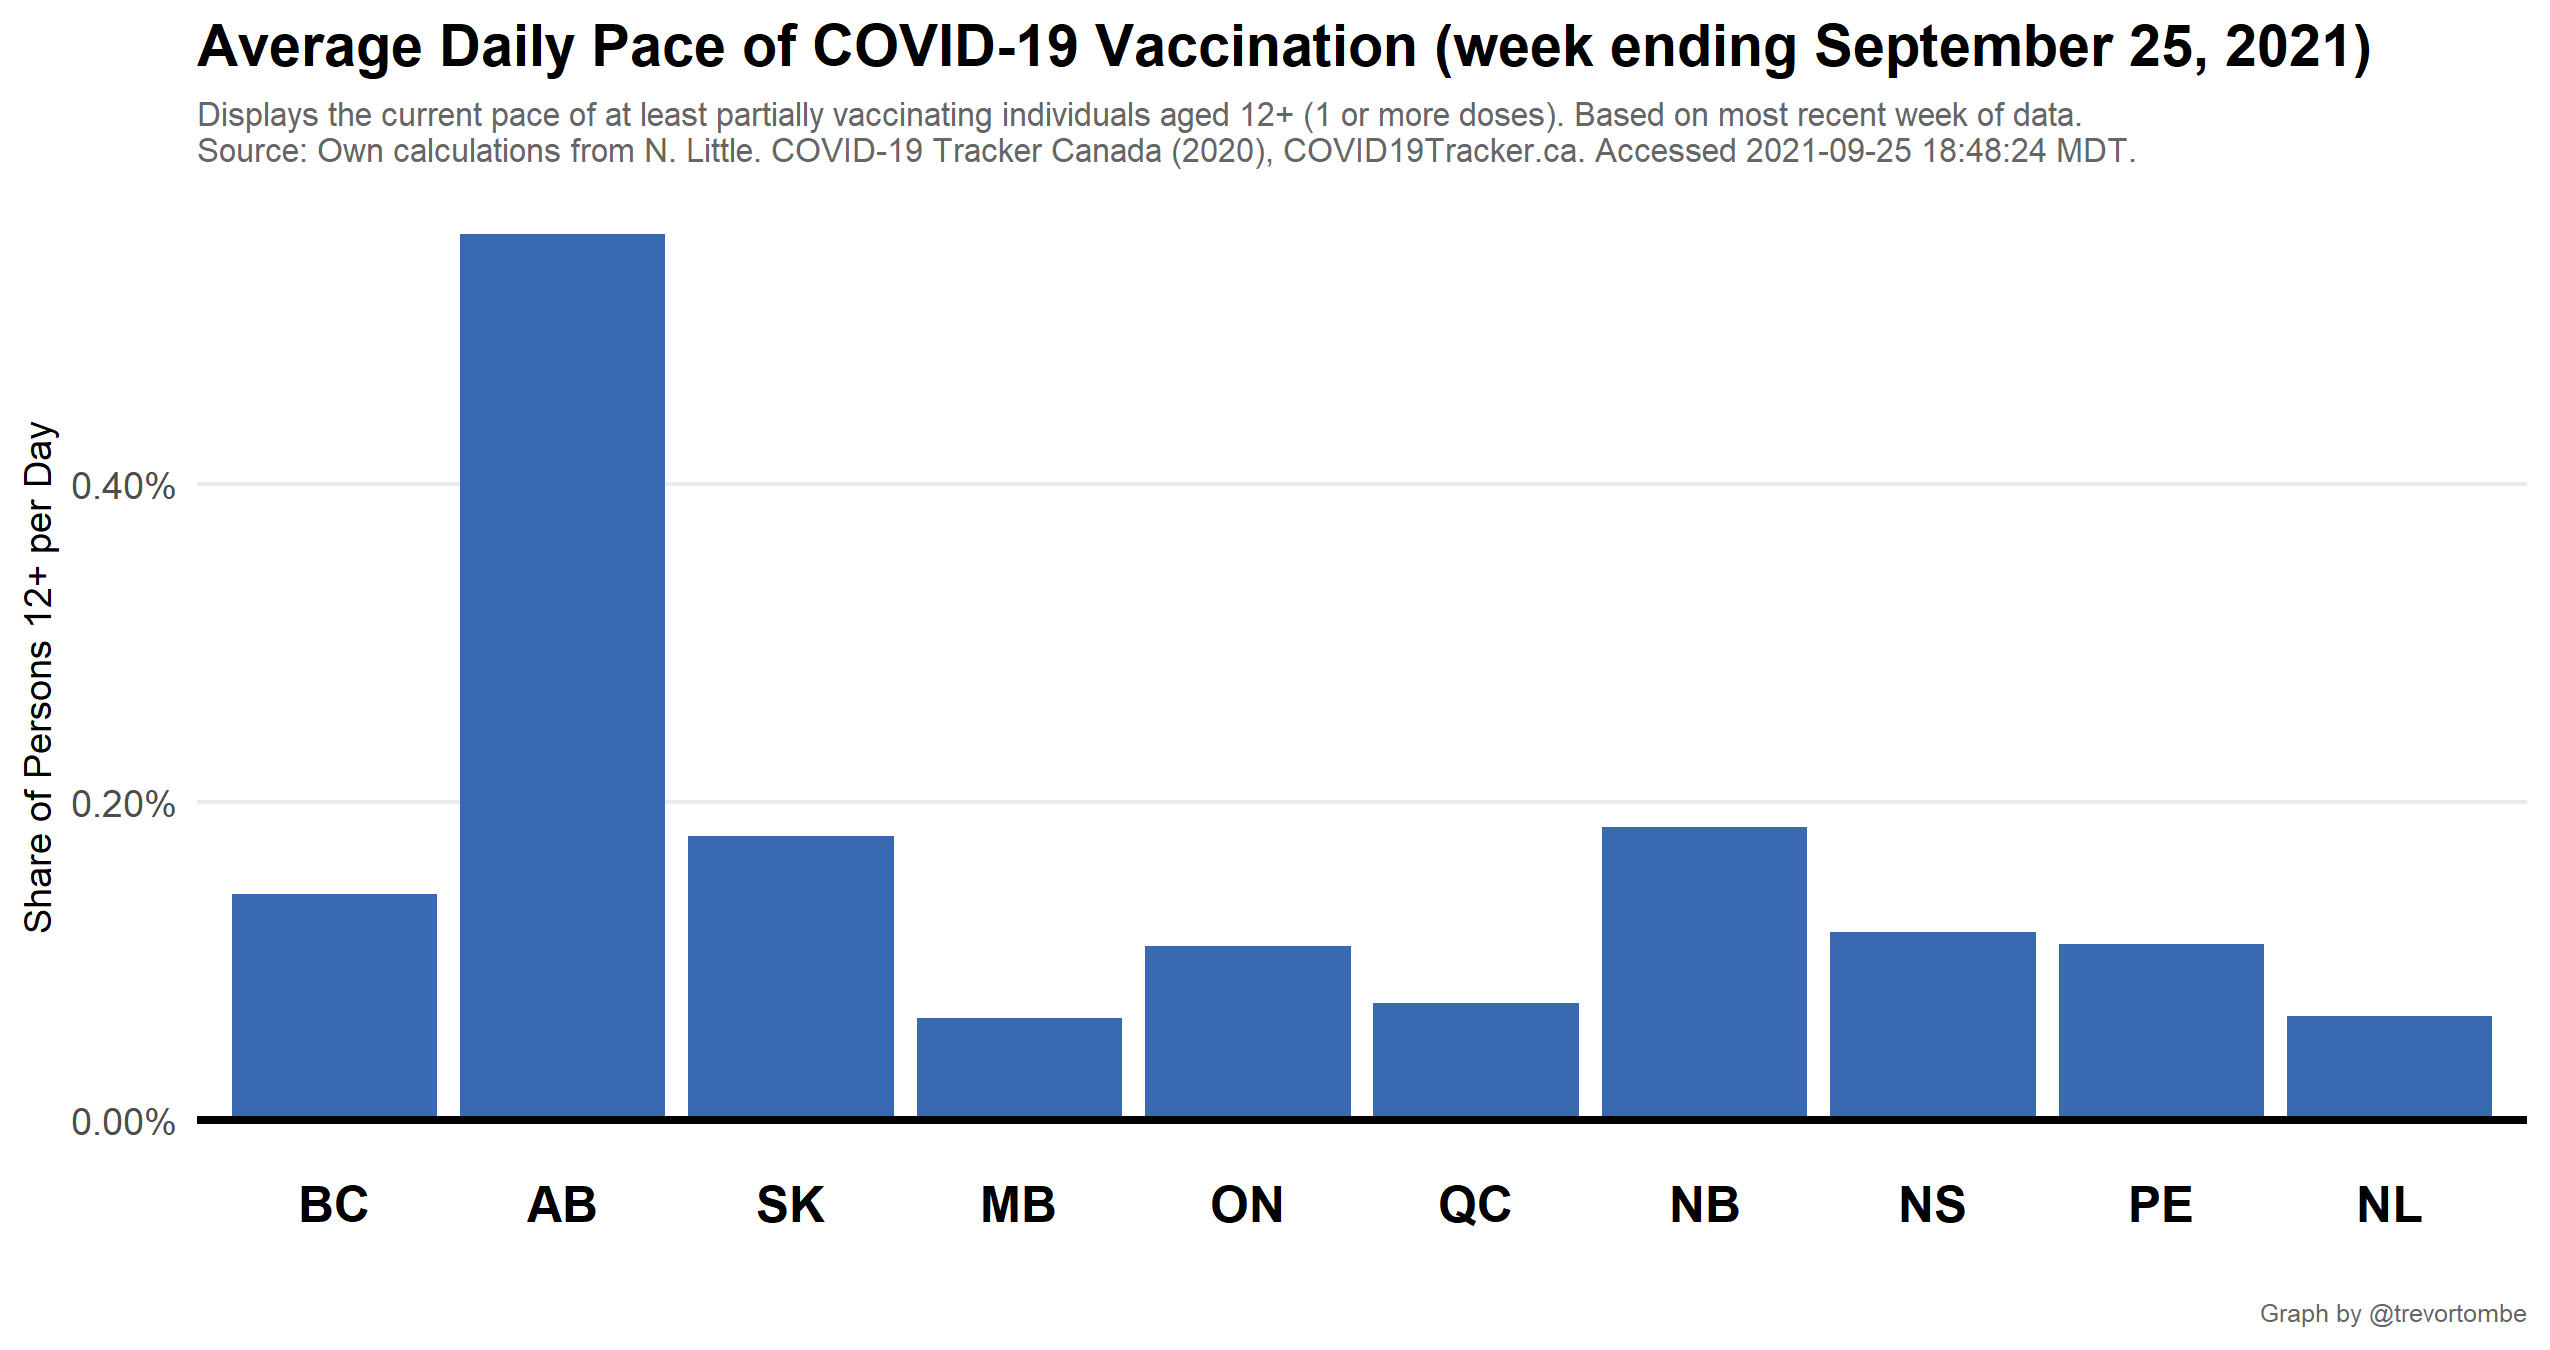 Average Daily Pace of COVID-19 Vaccination (week ending September 25, 2021)
Displays the current pace of at least partially vaccinating individuals aged 12+ (1 or more doses). Based on most recent week of data.
Source: Own calculations from N. Little. COVID-19 Tracker Canada (2020), COVID19Tracker.ca. Accessed 2021-09-25 18:48:24 MDT.
Share of Persons 12+ per Day
0.40%
0.20%
0.00%
BC AB SK MB ON QC NB NS PE NL
Graph by @trevortombe